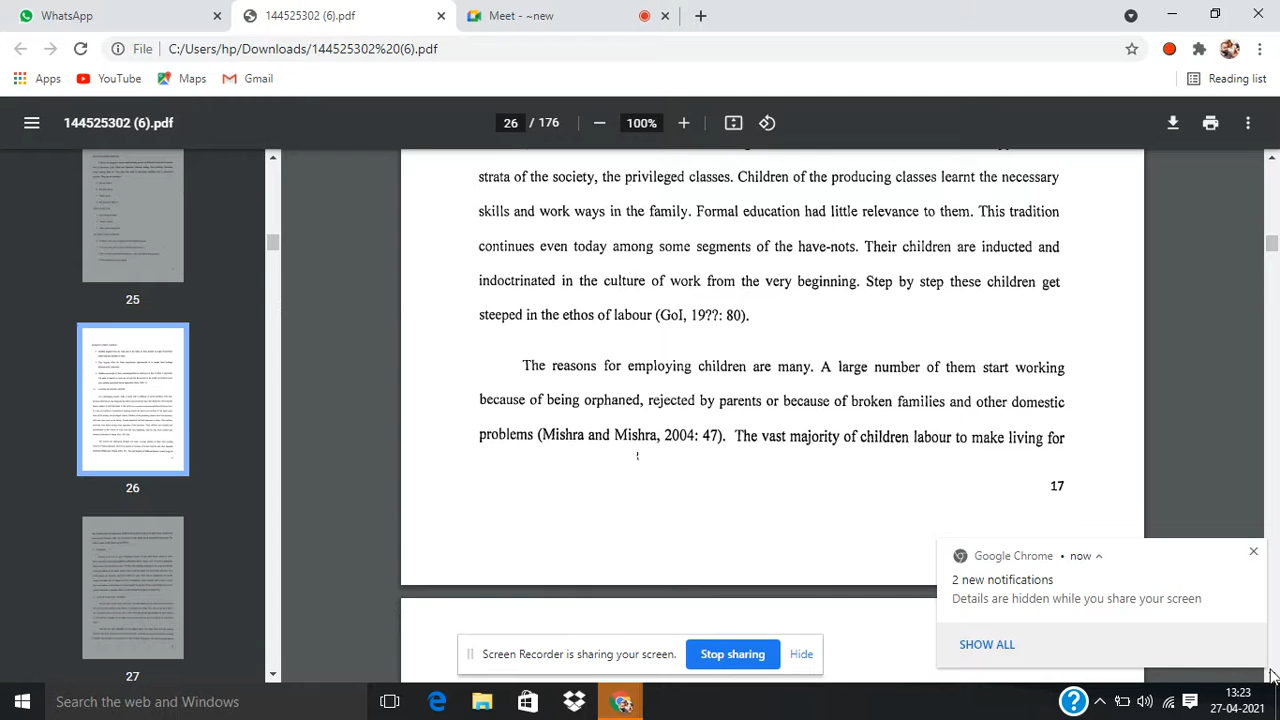 WhatsApp
144525302 (6).pdf
Meet - ~new
File
C:/Users/hp/Downloads/144525302%20(6).pdf
Apps
YouTube
Maps
Gmail
Reading list
144525302 (6).pdf
26 / 176
100%
25
26
27
strata of the society, the privileged classes. Children of the producing classes learnt the necessary
skills and work ways in the family. Formal education had little relevance to them. This tradition
continues even today among some segments of the have-nots. Their children are inducted and
indoctrinated in the culture of work from the very beginning. Step by step these children get
steeped in the ethos of labour (GoI, 19??: 80).
The reasons for employing children are many. A large number of them start working
because of being orphaned, rejected by parents or because of broken families and other domestic
problems (Mishara and Mishra, 2004: 47). The vast majority of children labour to make living for
17
Chrome • now
2 new notifications
Details are hidden while you share your screen
SHOW ALL
Screen Recorder is sharing your screen.
Stop sharing
Hide
Search the web and Windows
13:23
27-04-2021